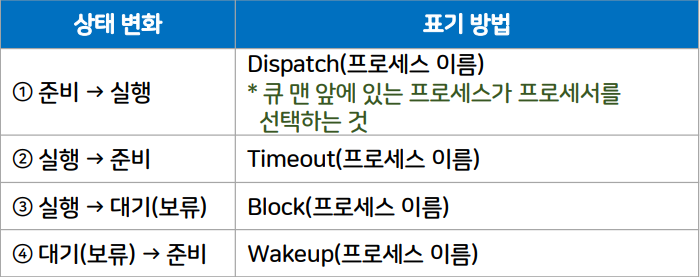 상태 변화
표기 방법
① 준비 → 실행
Dispatch(프로세스 이름)
* 큐 맨 앞에 있는 프로세스가 프로세서를
선택하는 것
② 실행 → 준비
Timeout(프로세스 이름)
③ 실행 → 대기(보류)
Block(프로세스 이름)
④ 대기(보류) → 준비
Wakeup(프로세스 이름)